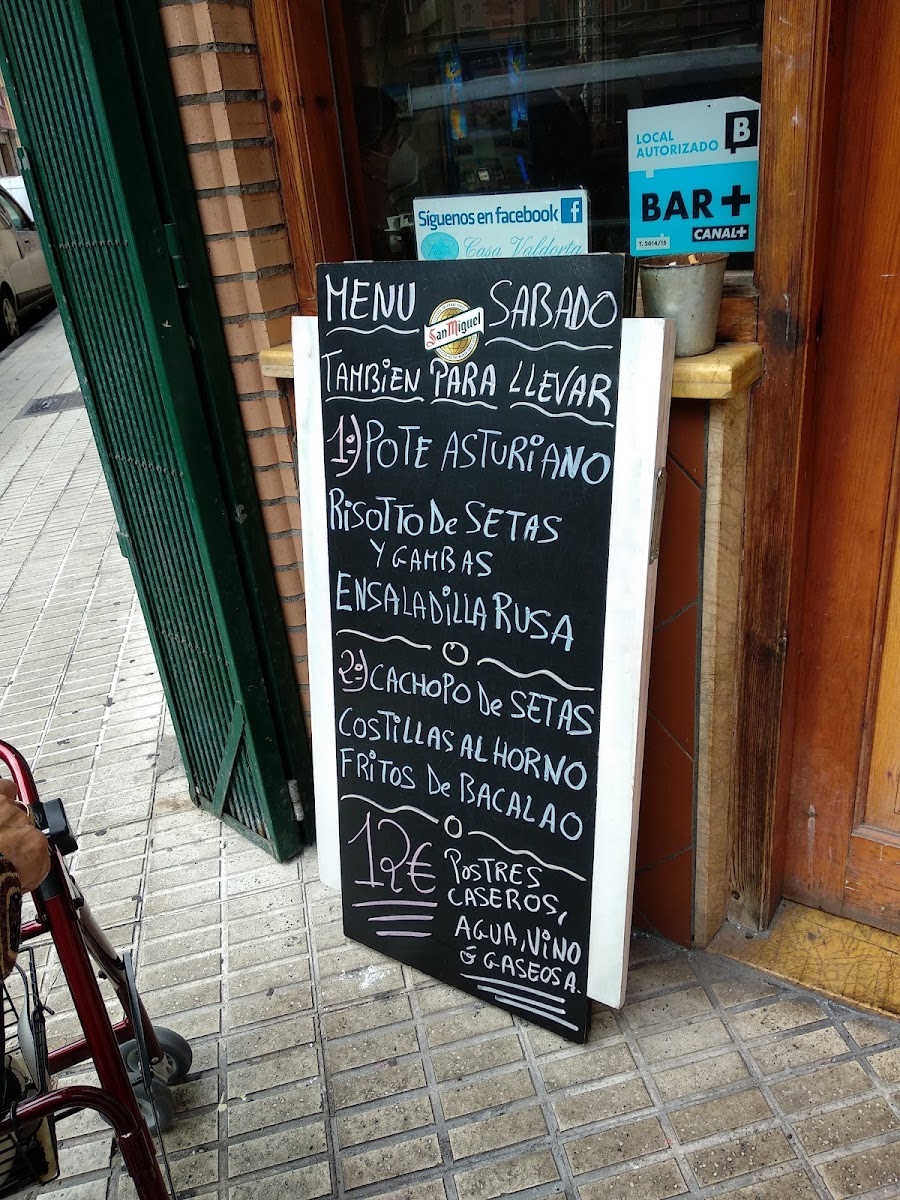 LOCAL
AUTORIZADO
B
BAR+
CANAL+
T. 2014/15
Síguenos en facebook f
Casa Valdorta
MENU SABADO
San Miguel
TAMBIEN PARA LLEVAR
1º) POTE ASTURIANO
RISOTTO De SETAS
Y GAMBAS
ENSALADILLA RUSA
2º) CACHOPO De SETAS
COSTILLAS AL HORNO
FRITOS De BACALAO
12€
POSTRES
CASEROS,
AGUA, VINO
ó GASEOSA.